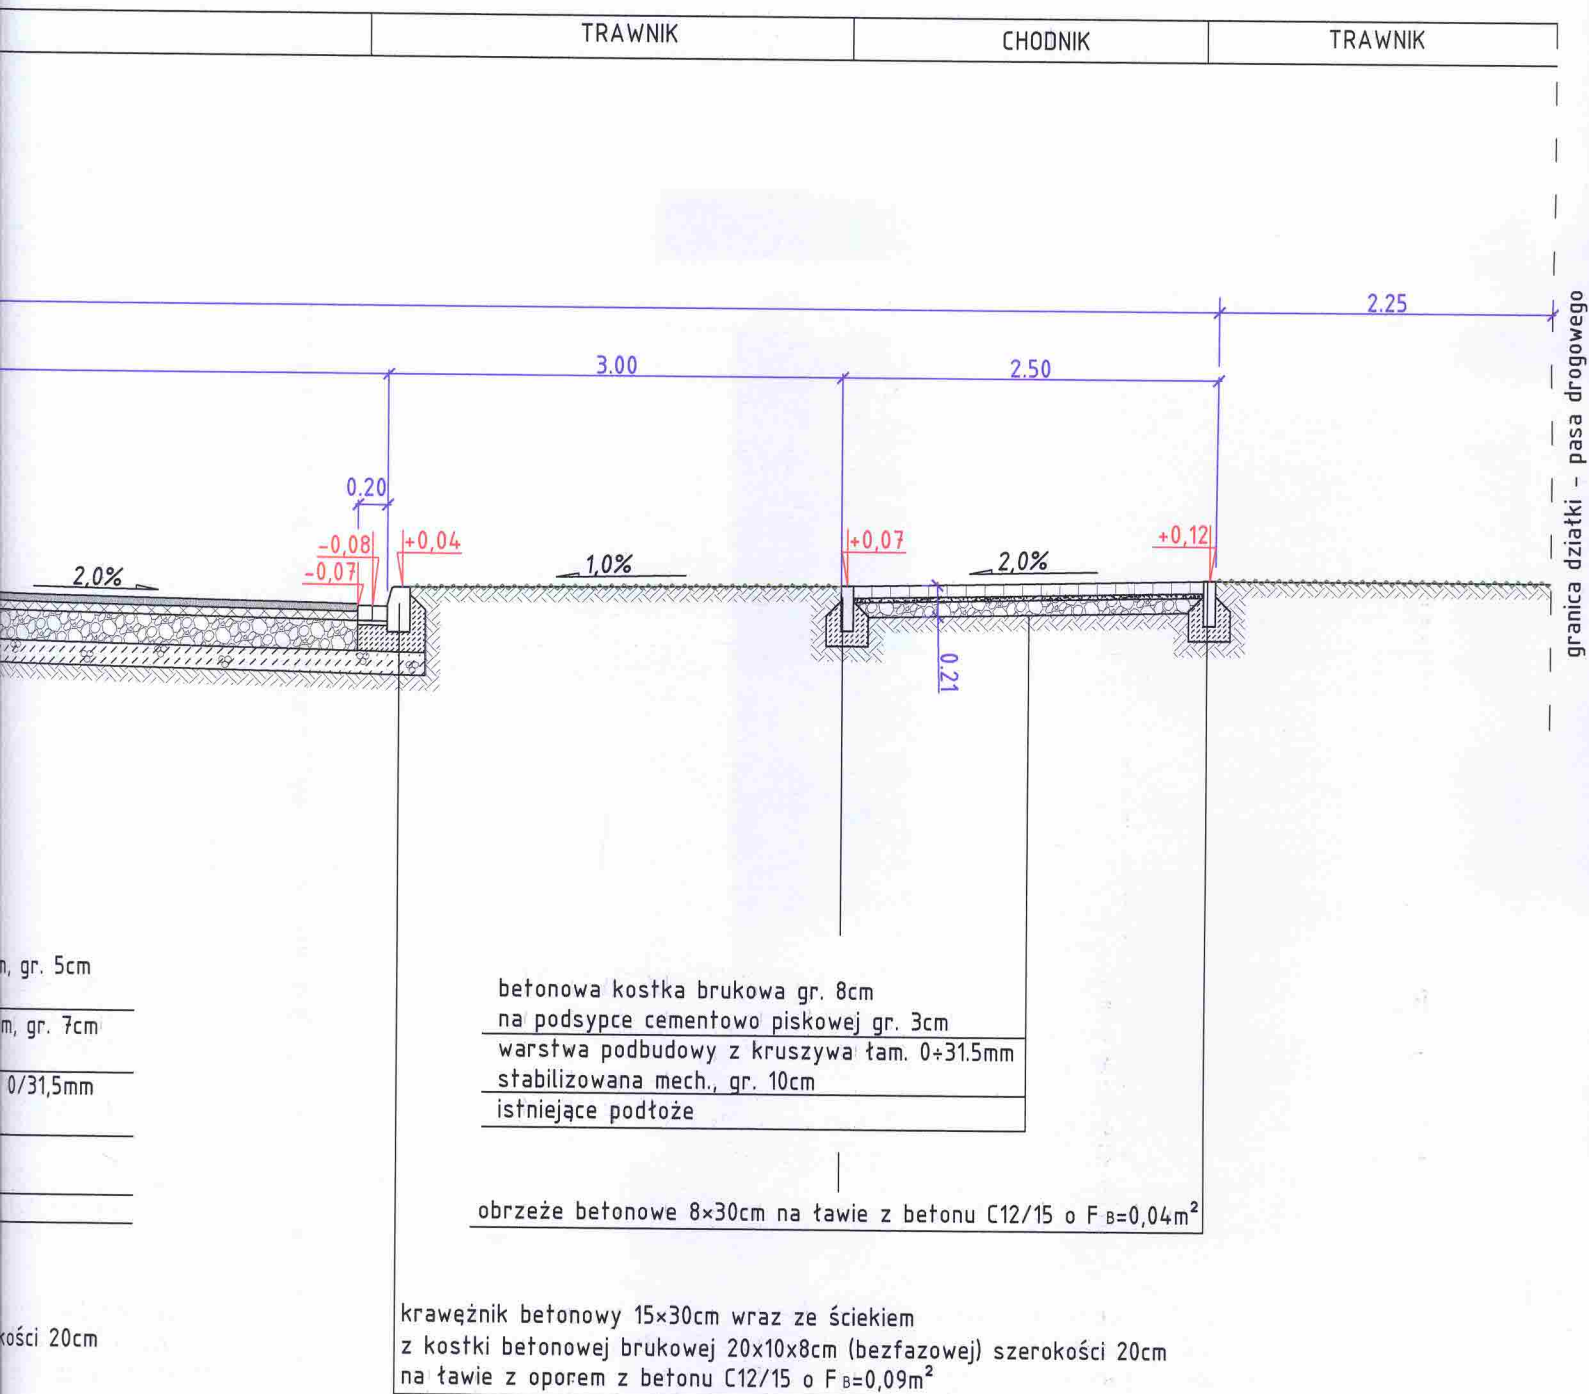 TRAWNIK
CHODNIK
TRAWNIK
2.25
3.00
2.50
0.20
-0,08
+0,04
-0,07
+0,07
+0,12
2,0%
1,0%
2,0%
0.21
granica działki - pasa drogowego
gr. 5cm
gr. 7cm
0/31,5mm
betonowa kostka brukowa gr. 8cm
na podsypce cementowo piskowej gr. 3cm
warstwa podbudowy z kruszywa łam. 0÷31.5mm
stabilizowana mech., gr. 10cm
istniejące podłoże
obrzeże betonowe 8×30cm na ławie z betonu C12/15 o F B=0,04m²
krawężnik betonowy 15×30cm wraz ze ściekiem
20cm
z kostki betonowej brukowej 20x10x8cm (bezfazowej) szerokości 20cm
na ławie z oporem z betonu C12/15 o F B=0,09m²